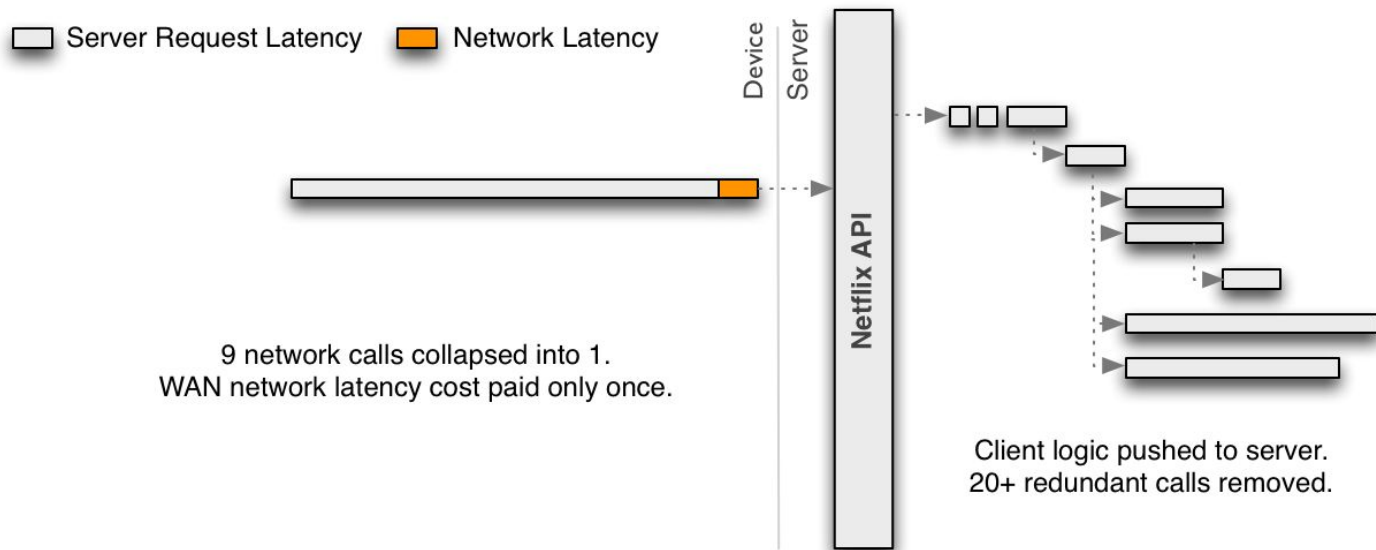 Server Request Latency
Network Latency
Device
Server
Netflix API
9 network calls collapsed into 1.
WAN network latency cost paid only once.
Client logic pushed to server.
20+ redundant calls removed.